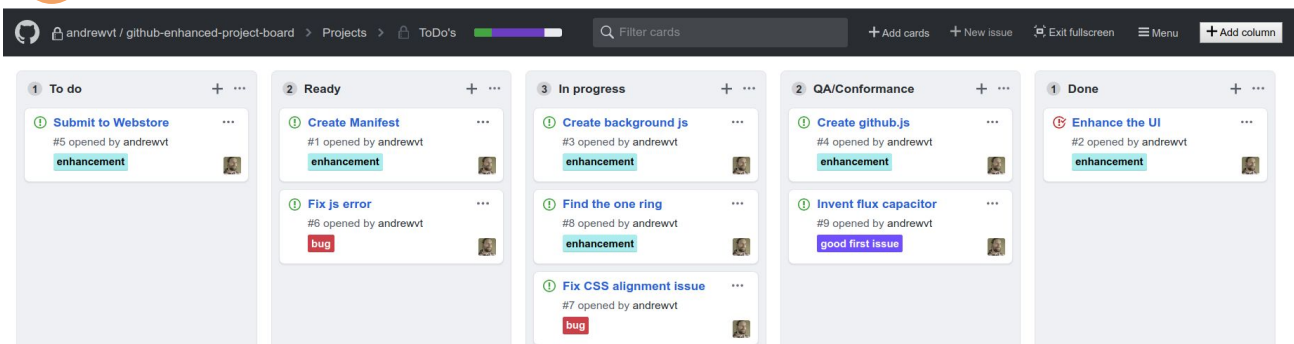 andrewvt / github-enhanced-project-board > Projects > ToDo's Filter cards + Add cards + New issue Exit fullscreen Menu + Add column
1 To do + ...
Submit to Webstore ...
#5 opened by andrewvt
enhancement
2 Ready + ...
Create Manifest ...
#1 opened by andrewvt
enhancement
Fix js error ...
#6 opened by andrewvt
bug
3 In progress + ...
Create background js ...
#3 opened by andrewvt
enhancement
Find the one ring ...
#8 opened by andrewvt
enhancement
Fix CSS alignment issue ...
#7 opened by andrewvt
bug
2 QA/Conformance + ...
Create github.js ...
#4 opened by andrewvt
enhancement
Invent flux capacitor ...
#9 opened by andrewvt
good first issue
1 Done + ...
Enhance the UI ...
#2 opened by andrewvt
enhancement